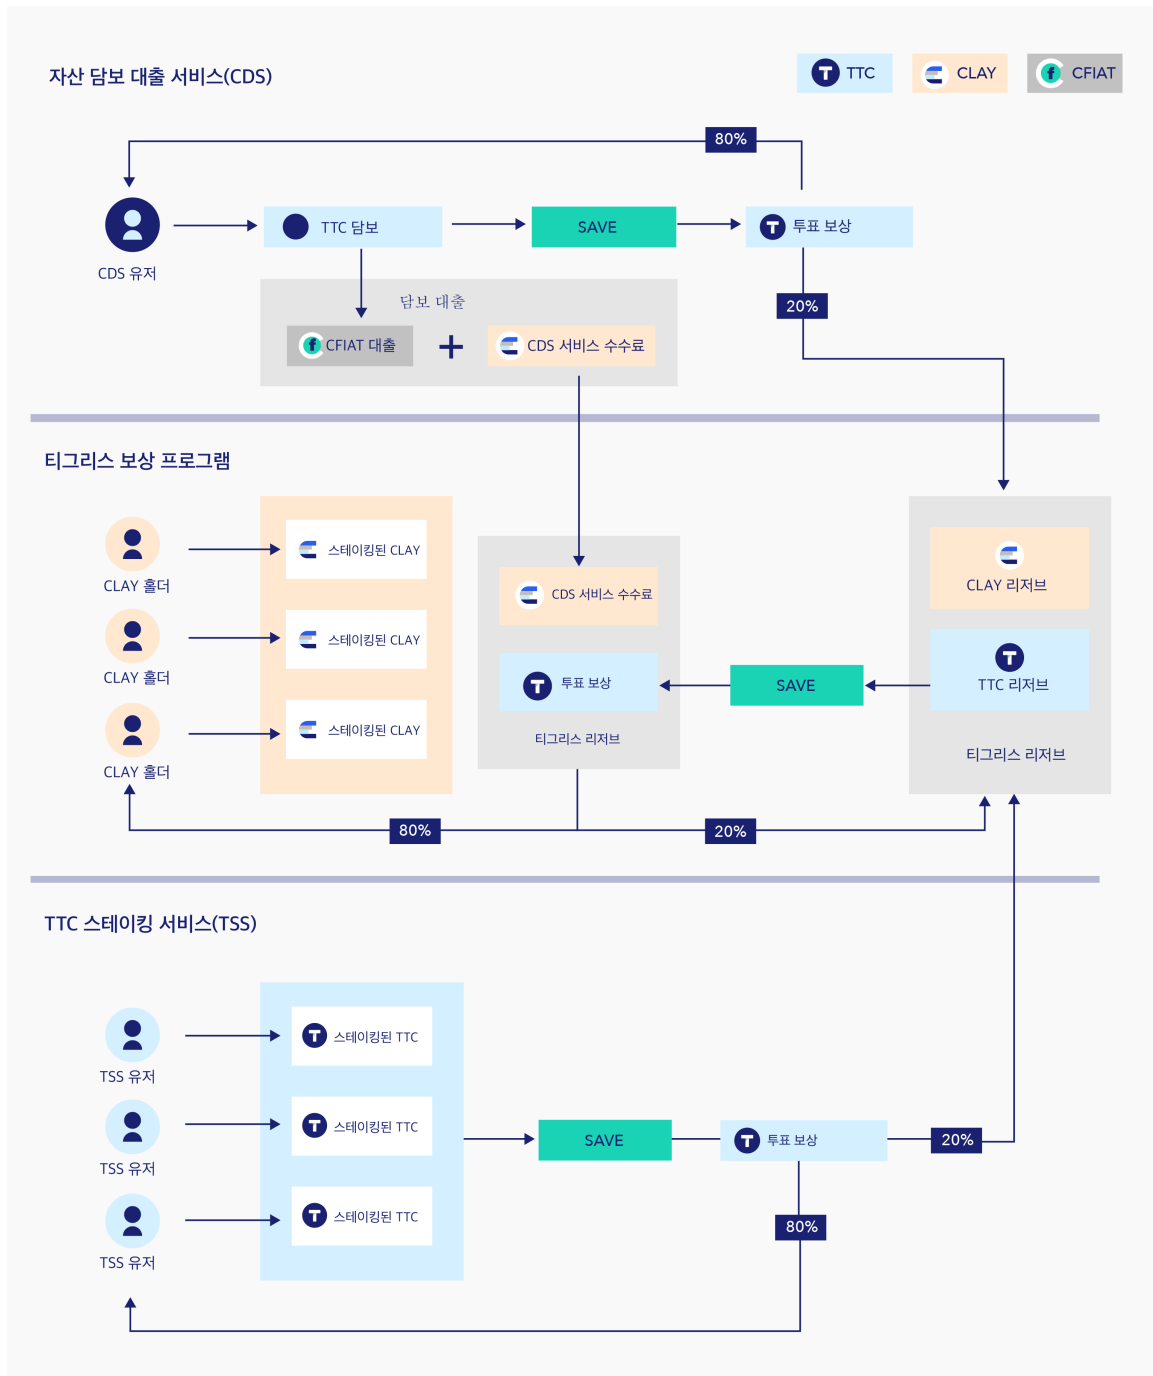 자산 담보 대출 서비스(CDS)
TTC
CLAY
CFIAT
80%
TTC 담보
SAVE
투표 보상
CDS 유저
담보 대출
20%
CFIAT 대출
CDS 서비스 수수료
티그리스 보상 프로그램
스테이킹된 CLAY
CLAY 홀더
CDS 서비스 수수료
CLAY 리저브
스테이킹된 CLAY
CLAY 홀더
투표 보상
SAVE
TTC 리저브
스테이킹된 CLAY
CLAY 홀더
티그리스 리저브
티그리스 리저브
80%
20%
TTC 스테이킹 서비스(TSS)
스테이킹된 TTC
TSS 유저
스테이킹된 TTC
TSS 유저
SAVE
투표 보상
20%
스테이킹된 TTC
TSS 유저
80%